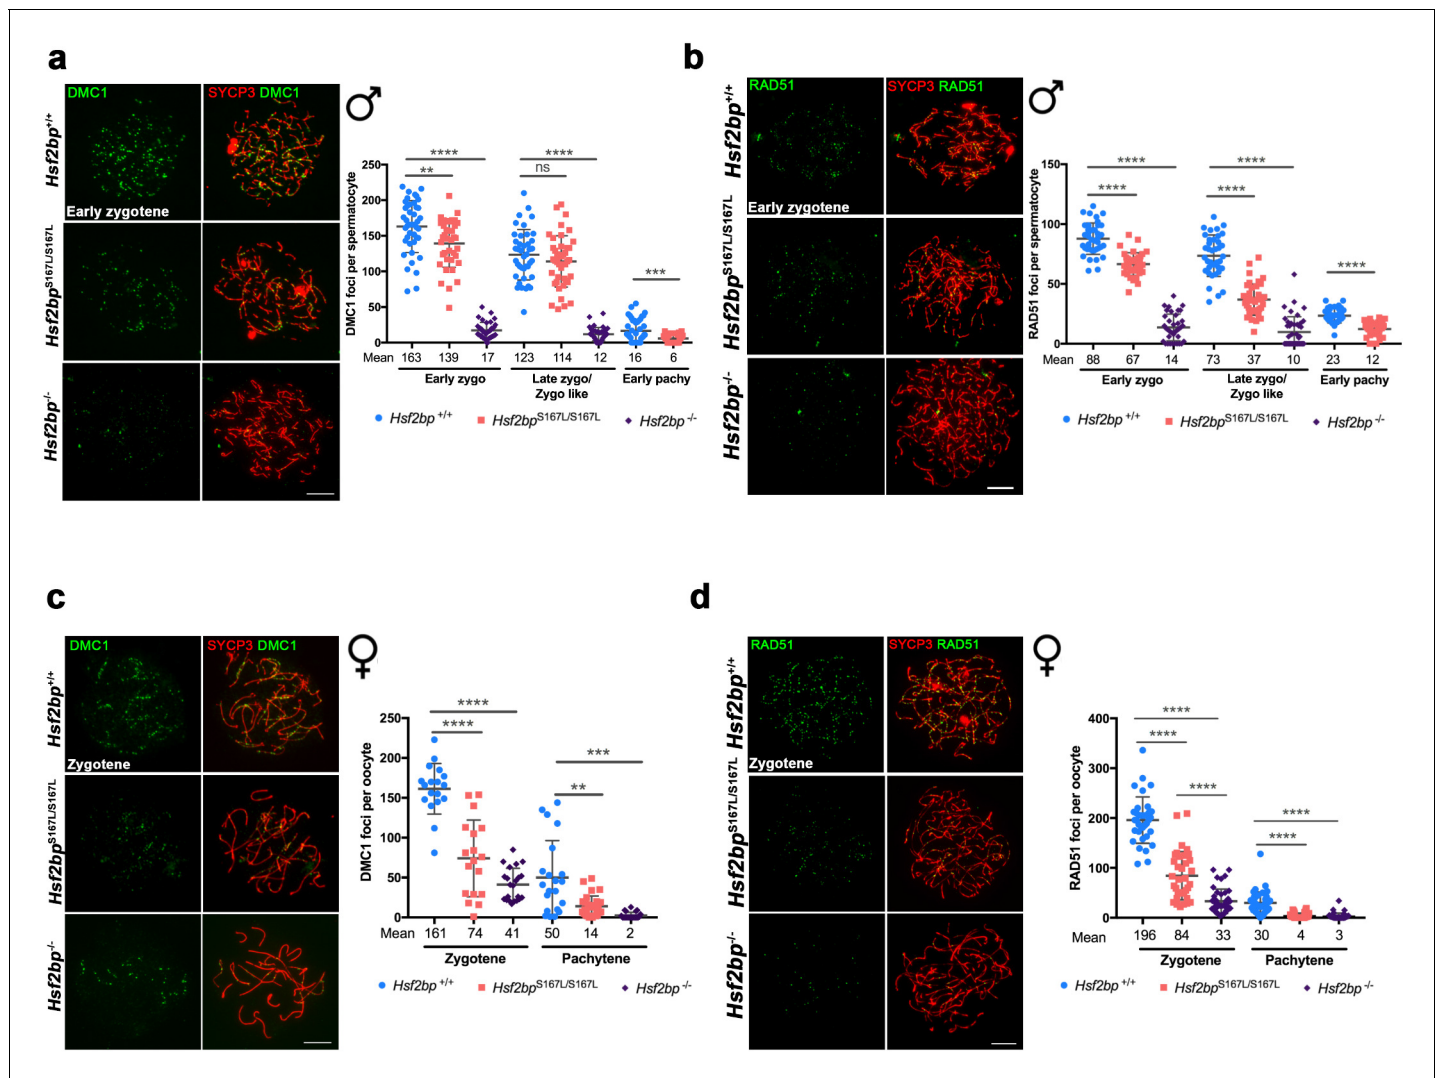 a
DMC1
SYCP3 DMC1
Hsf2bp+/+
Early zygotene
Hsf2bpS167L/S167L
Hsf2bp-/-
♂
DMC1 foci per spermatocyte
250
200
150
100
50
0
****
**
****
ns
***
Mean 163 139 17 123 114 12 16 6
Early zygo
Late zygo/
Zygo like
Early pachy
Hsf2bp +/+
Hsf2bpS167L/S167L
Hsf2bp -/-
b
RAD51
SYCP3 RAD51
Hsf2bp+/+
Early zygotene
Hsf2bpS167L/S167L
Hsf2bp-/-
♂
RAD51 foci per spermatocyte
150
100
50
0
****
****
****
****
****
Mean 88 67 14 73 37 10 23 12
Early zygo
Late zygo/
Zygo like
Early pachy
Hsf2bp +/+
Hsf2bpS167L/S167L
Hsf2bp -/-
c
DMC1
SYCP3 DMC1
Hsf2bp+/+
Zygotene
Hsf2bpS167L/S167L
Hsf2bp-/-
♀
DMC1 foci per oocyte
250
200
150
100
50
0
****
****
***
**
Mean 161 74 41 50 14 2
Zygotene
Pachytene
Hsf2bp +/+
Hsf2bpS167L/S167L
Hsf2bp -/-
d
RAD51
SYCP3 RAD51
Hsf2bp+/+
Zygotene
Hsf2bpS167L/S167L
Hsf2bp-/-
♀
RAD51 foci per oocyte
400
300
200
100
0
****
****
****
****
****
Mean 196 84 33 30 4 3
Zygotene
Pachytene
Hsf2bp +/+
Hsf2bpS167L/S167L
Hsf2bp -/-